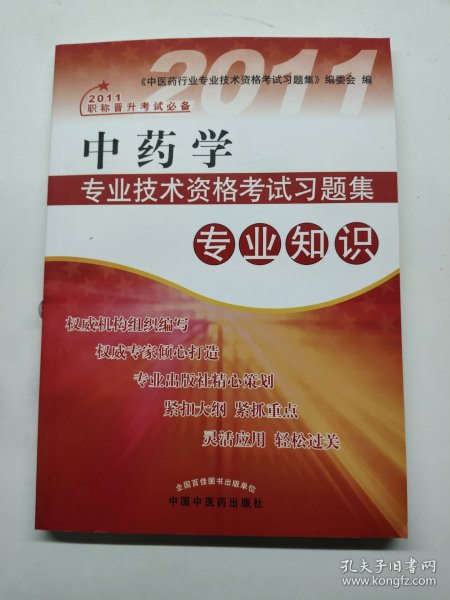 2011
《中医药行业专业技术资格考试习题集》编委会 编
2011
职称晋升考试必备
中药学
专业技术资格考试习题集
专业知识
权威机构组织编写
权威专家倾心打造
专业出版社精心策划
紧扣大纲 紧抓重点
灵活应用 轻松过关
全国百佳图书出版单位
中国中医药出版社
孔夫子旧书网
www.kongfz.com